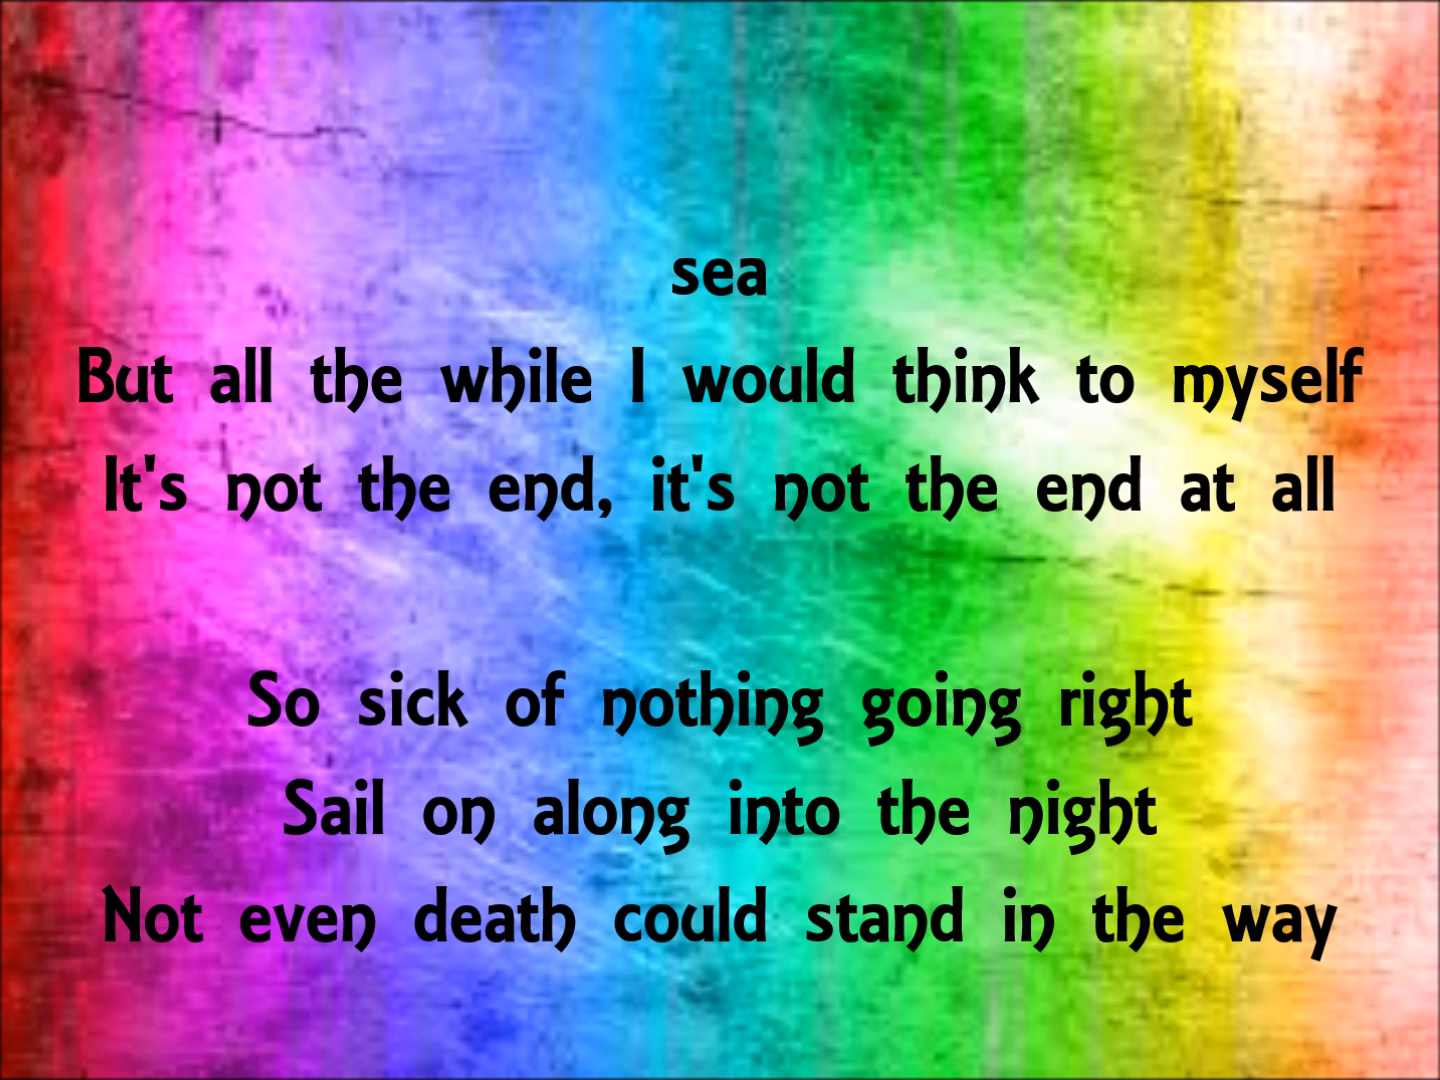 sea
But all the while I would think to myself
It's not the end, it's not the end at all
So sick of nothing going right
Sail on along into the night
Not even death could stand in the way